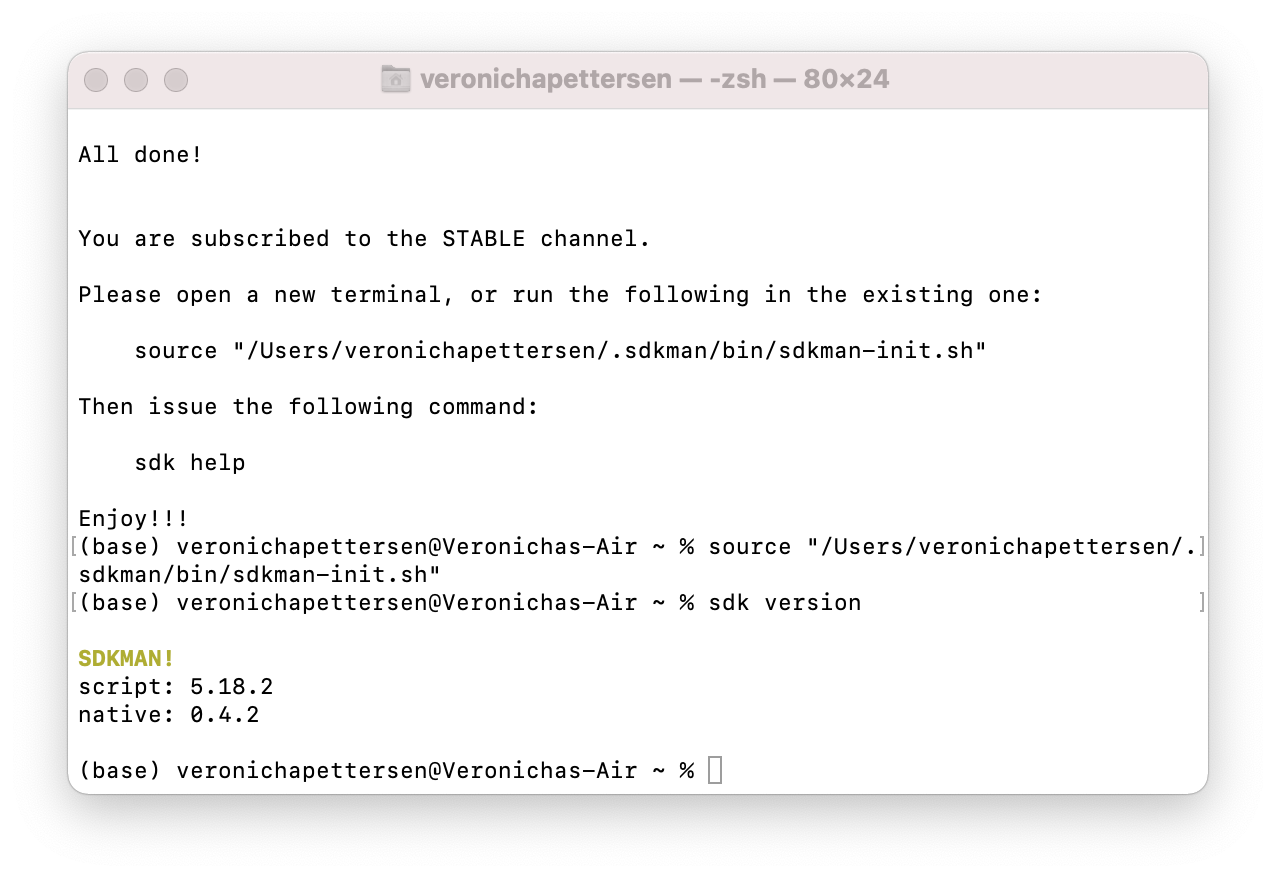 veronichapettersen — -zsh — 80×24
All done!
You are subscribed to the STABLE channel.
Please open a new terminal, or run the following in the existing one:
source "/Users/veronichapettersen/.sdkman/bin/sdkman-init.sh"
Then issue the following command:
sdk help
Enjoy!!!
[(base) veronichapettersen@Veronichas-Air ~ % source "/Users/veronichapettersen/.]
sdkman/bin/sdkman-init.sh"
[(base) veronichapettersen@Veronichas-Air ~ % sdk version ]
SDKMAN!
script: 5.18.2
native: 0.4.2
(base) veronichapettersen@Veronichas-Air ~ %